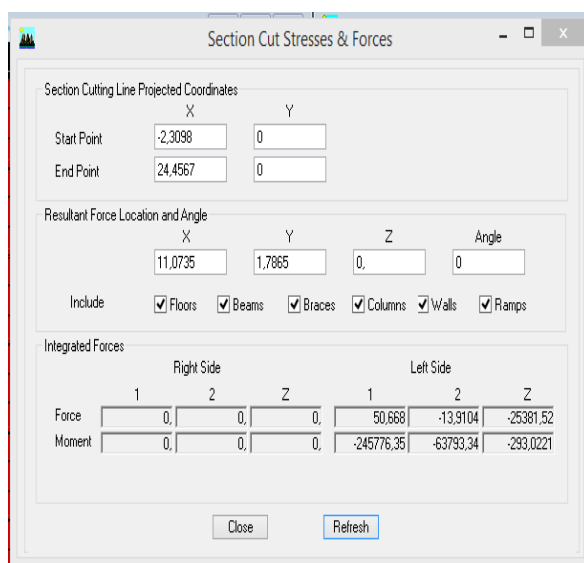 Section Cut Stresses & Forces
Section Cutting Line Projected Coordinates
X Y
Start Point -2,3098 0
End Point 24,4567 0
Resultant Force Location and Angle
X Y Z Angle
11,0735 1,7865 0, 0
Include Floors Beams Braces Columns Walls Ramps
Integrated Forces
Right Side Left Side
1 2 Z 1 2 Z
Force 0, 0, 0, 50,668 -13,9104 -25381,52
Moment 0, 0, 0, -245776,35 -63793,34 -293,0221
Close Refresh